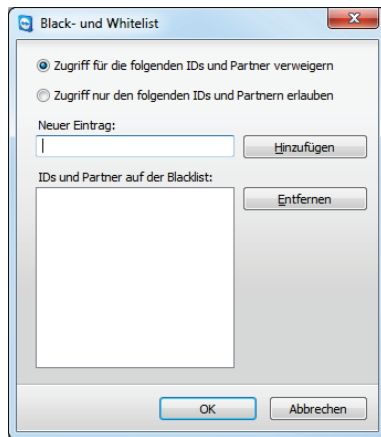 Black- und Whitelist
Zugriff für die folgenden IDs und Partner verweigern
Zugriff nur den folgenden IDs und Partnern erlauben
Neuer Eintrag:
Hinzufügen
IDs und Partner auf der Blacklist:
Entfernen
OK Abbrechen